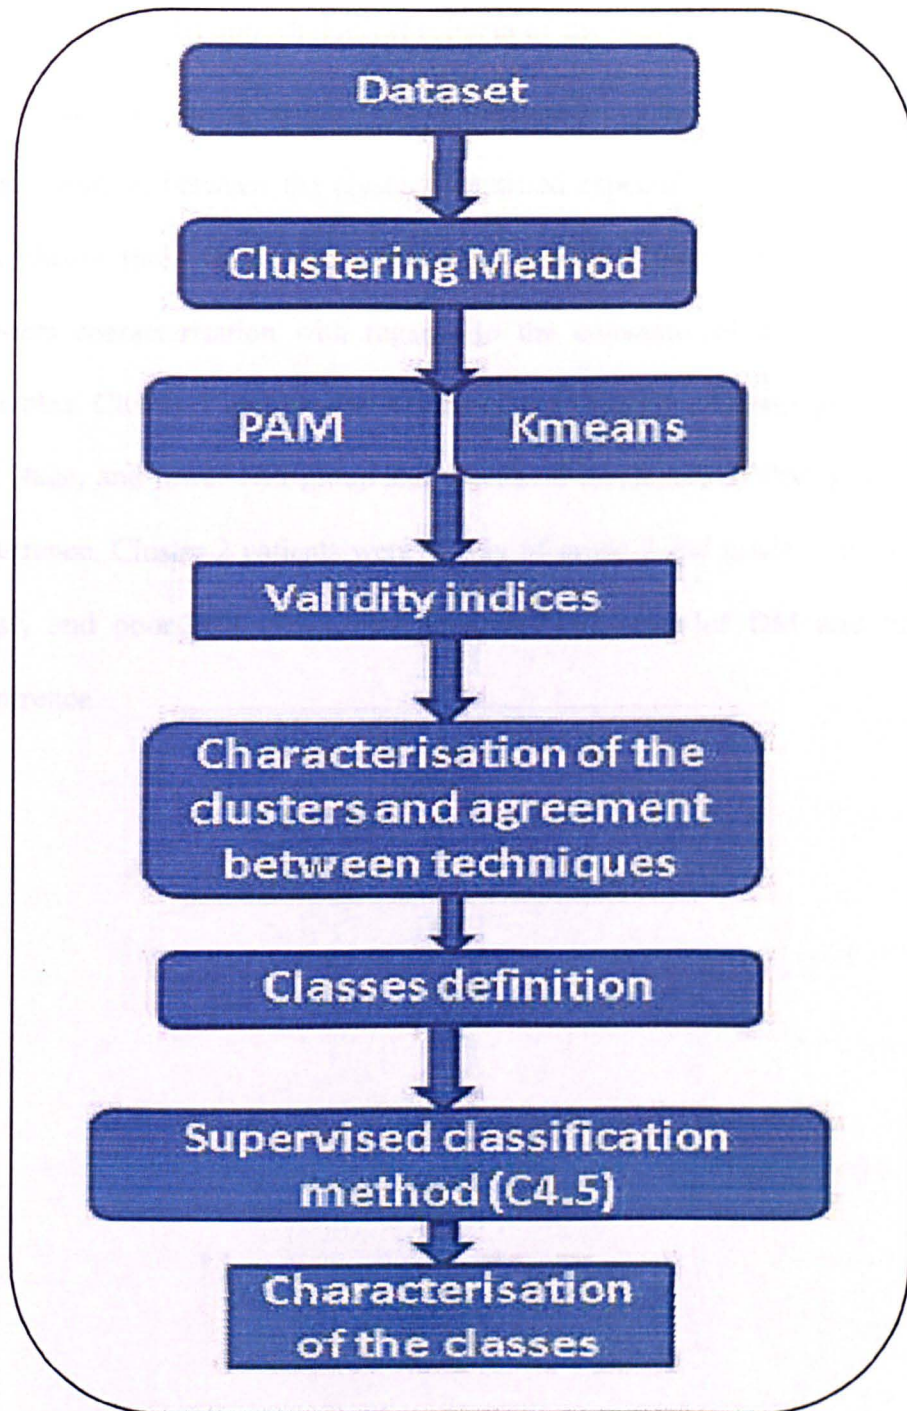 Dataset
Clustering Method
PAM
Kmeans
Validity indices
Characterisation of the
clusters and agreement
between techniques
Classes definition
Supervised classification
method (C4.5)
Characterisation
of the classes